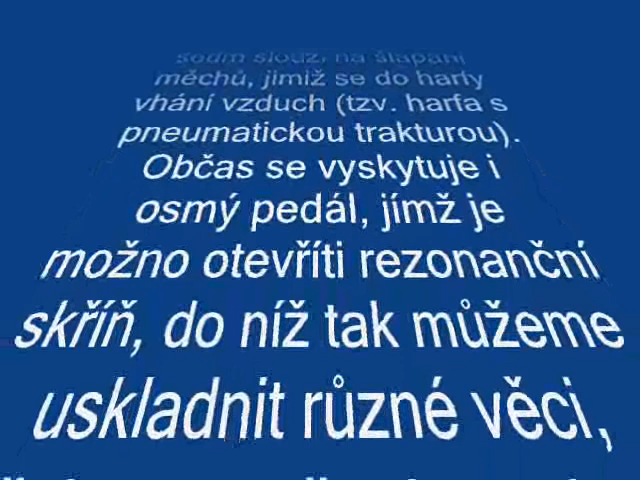 sedm slouží na šlapání
měchů, jimiž se do harfy
vhání vzduch (tzv. harfa s
pneumatickou trakturou).
Občas se vyskytuje i
osmý pedál, jímž je
možno otevříti rezonanční
skříň, do níž tak můžeme
uskladnit různé věci,